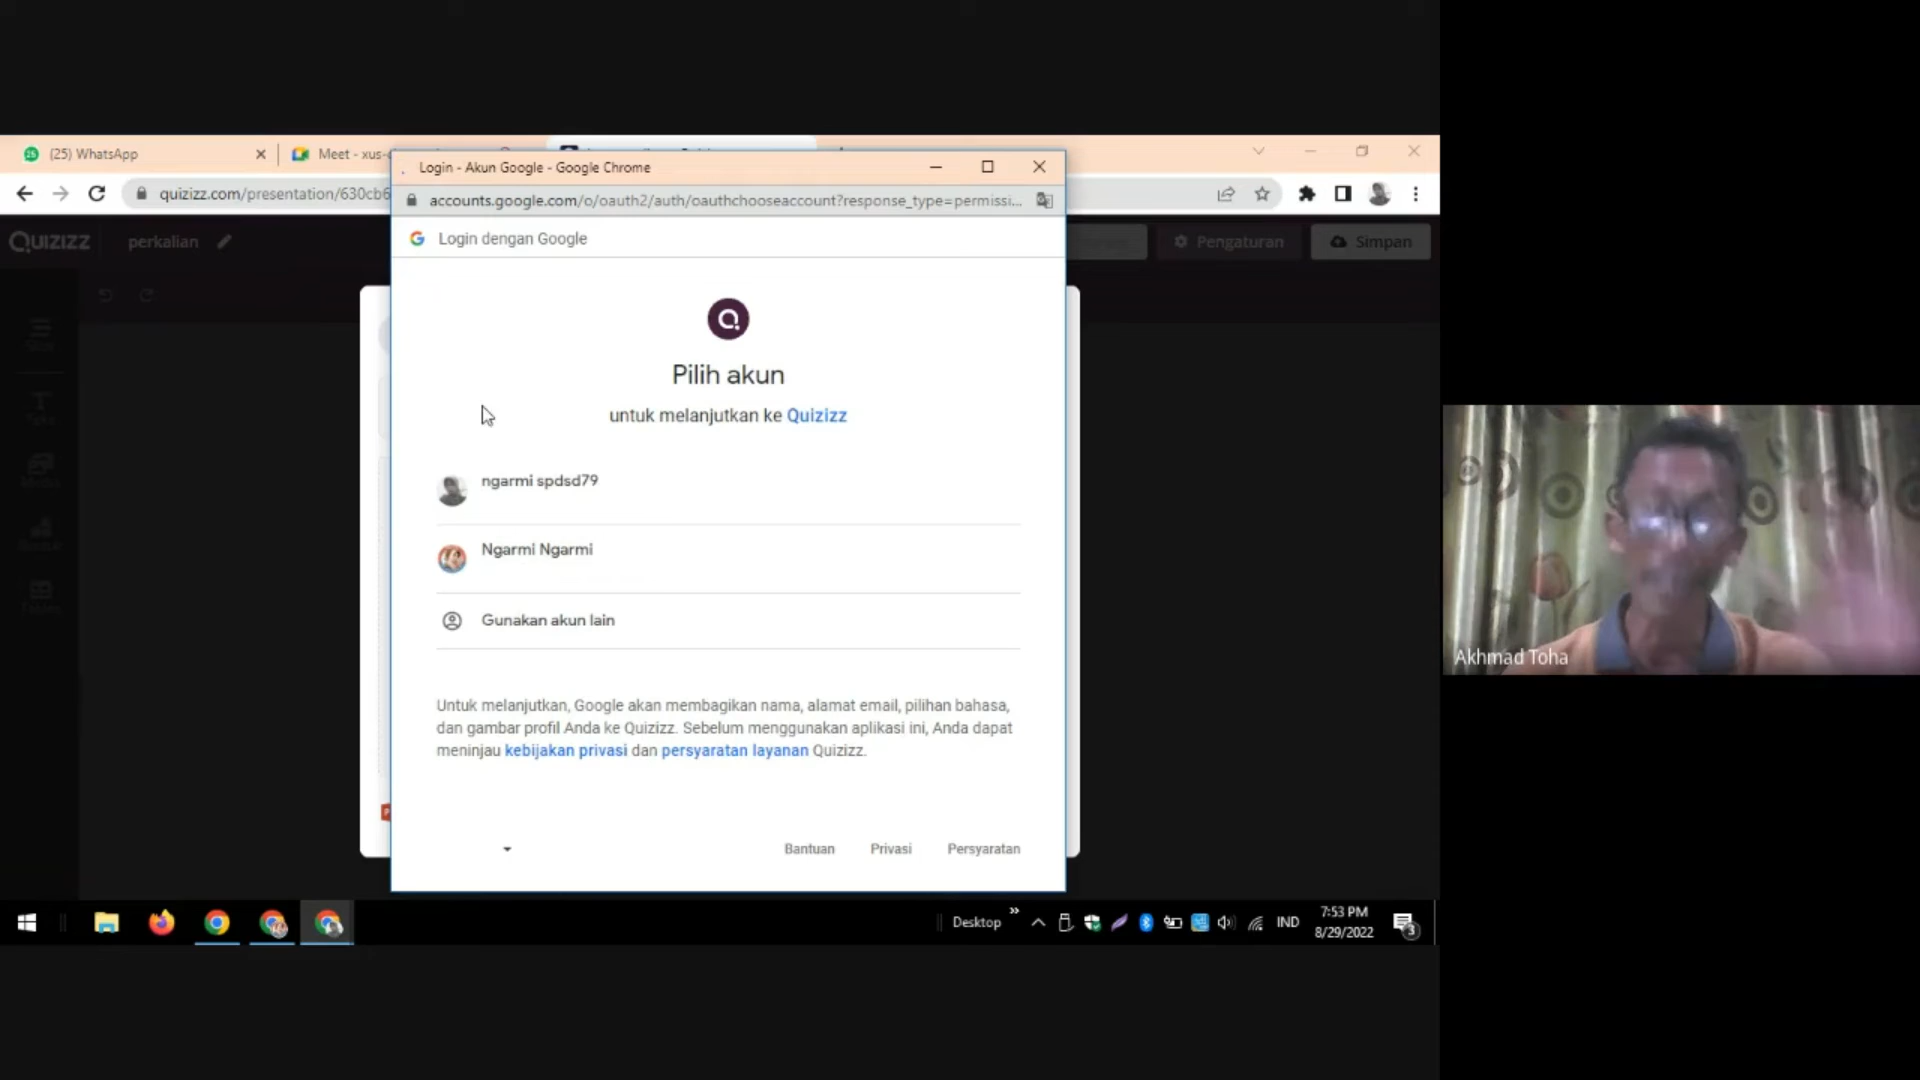 (25) WhatsApp
Meet - xus-
Login - Akun Google - Google Chrome
quizizz.com/presentation/630cb6
accounts.google.com/o/oauth2/auth/oauthchooseaccount?response_type=permissi...
Quizizz
perkalian
Login dengan Google
Pengaturan
Simpan
Pilih akun
untuk melanjutkan ke Quizizz
ngarmi spdsd79
Ngarmi Ngarmi
Gunakan akun lain
Akhmad Toha
Untuk melanjutkan, Google akan membagikan nama, alamat email, pilihan bahasa,
dan gambar profil Anda ke Quizizz. Sebelum menggunakan aplikasi ini, Anda dapat
meninjau kebijakan privasi dan persyaratan layanan Quizizz.
Bantuan
Privasi
Persyaratan
Desktop
IND
7:53 PM
8/29/2022
3